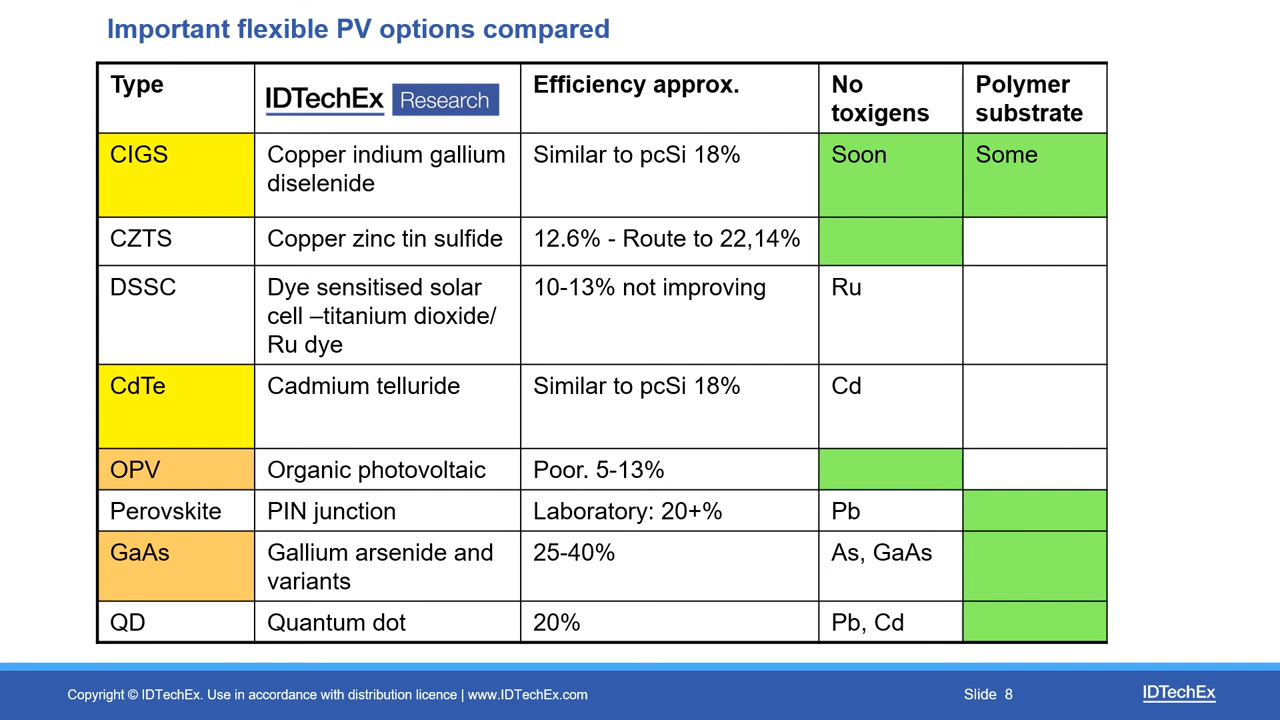 Important flexible PV options compared
Type
IDTechEx Research
Efficiency approx.
No
toxigens
Polymer
substrate
CIGS
Copper indium gallium
diselenide
Similar to pcSi 18%
Soon
Some
CZTS
Copper zinc tin sulfide
12.6% - Route to 22,14%
DSSC
Dye sensitised solar
cell –titanium dioxide/
Ru dye
10-13% not improving
Ru
CdTe
Cadmium telluride
Similar to pcSi 18%
Cd
OPV
Organic photovoltaic
Poor. 5-13%
Perovskite
PIN junction
Laboratory: 20+%
Pb
GaAs
Gallium arsenide and
variants
25-40%
As, GaAs
QD
Quantum dot
20%
Pb, Cd
Copyright © IDTechEx. Use in accordance with distribution licence | www.IDTechEx.com
Slide 8
IDTechEx